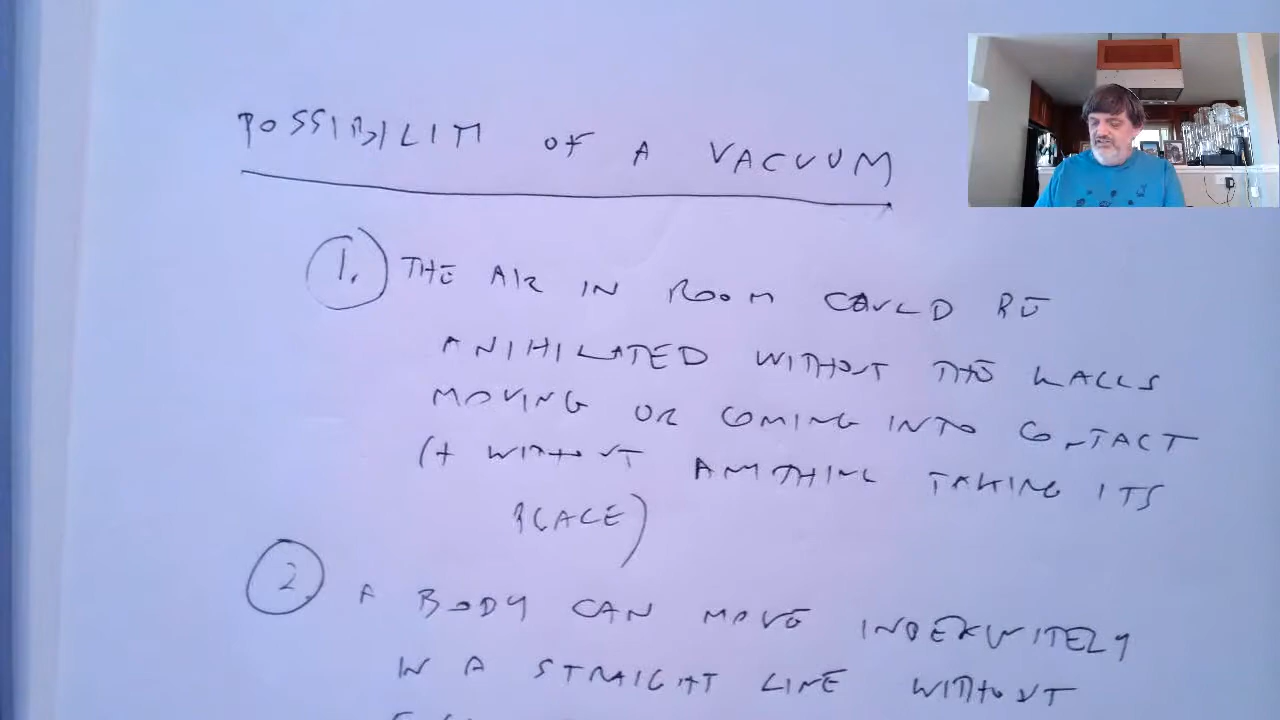 POSSIBILITY OF A VACUUM
1. THE AIR IN ROOM COULD BE
ANIHILATED WITHOUT THE WALLS
MOVING OR COMING INTO CONTACT
(+ WITHOUT ANYTHING TAKING ITS
PLACE)
2. A BODY CAN MOVE INDEFINITELY
IN A STRAIGHT LINE WITHOUT